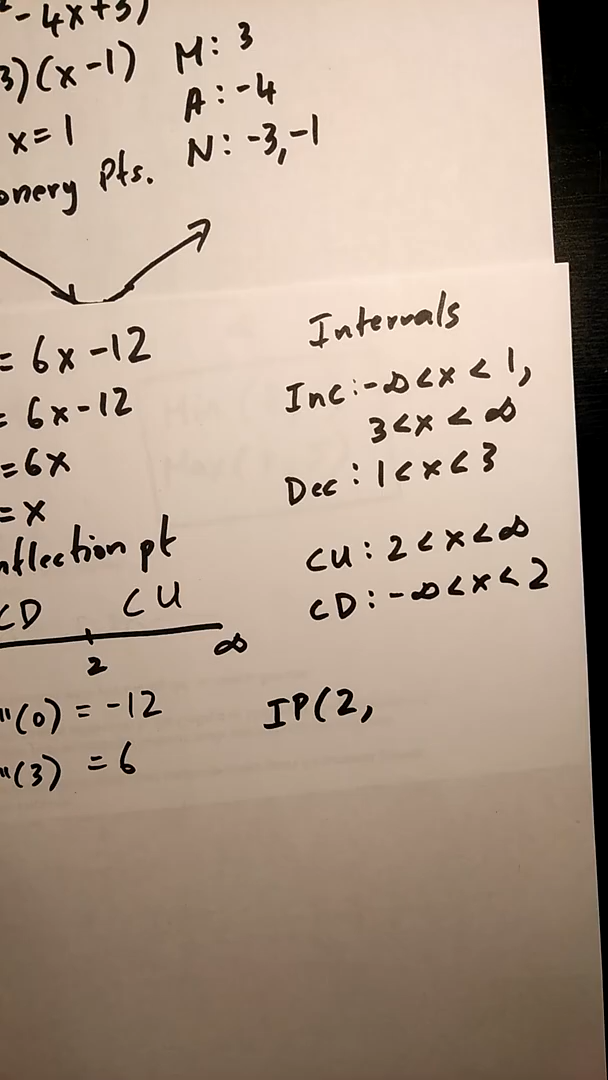 - 4x+3)
3)(x-1) M: 3
x=1 A: -4
onery Pts. N: -3,-1
= 6x-12 Intervals
= 6x-12 Inc:-∞<x<1,
=6x 3<x<∞
=x Dec: 1<x<3
nflection pt
CD CU CU: 2<x<∞
2 ∞ CD:-∞<x<2
"(0) = -12 IP(2,
"(3) = 6